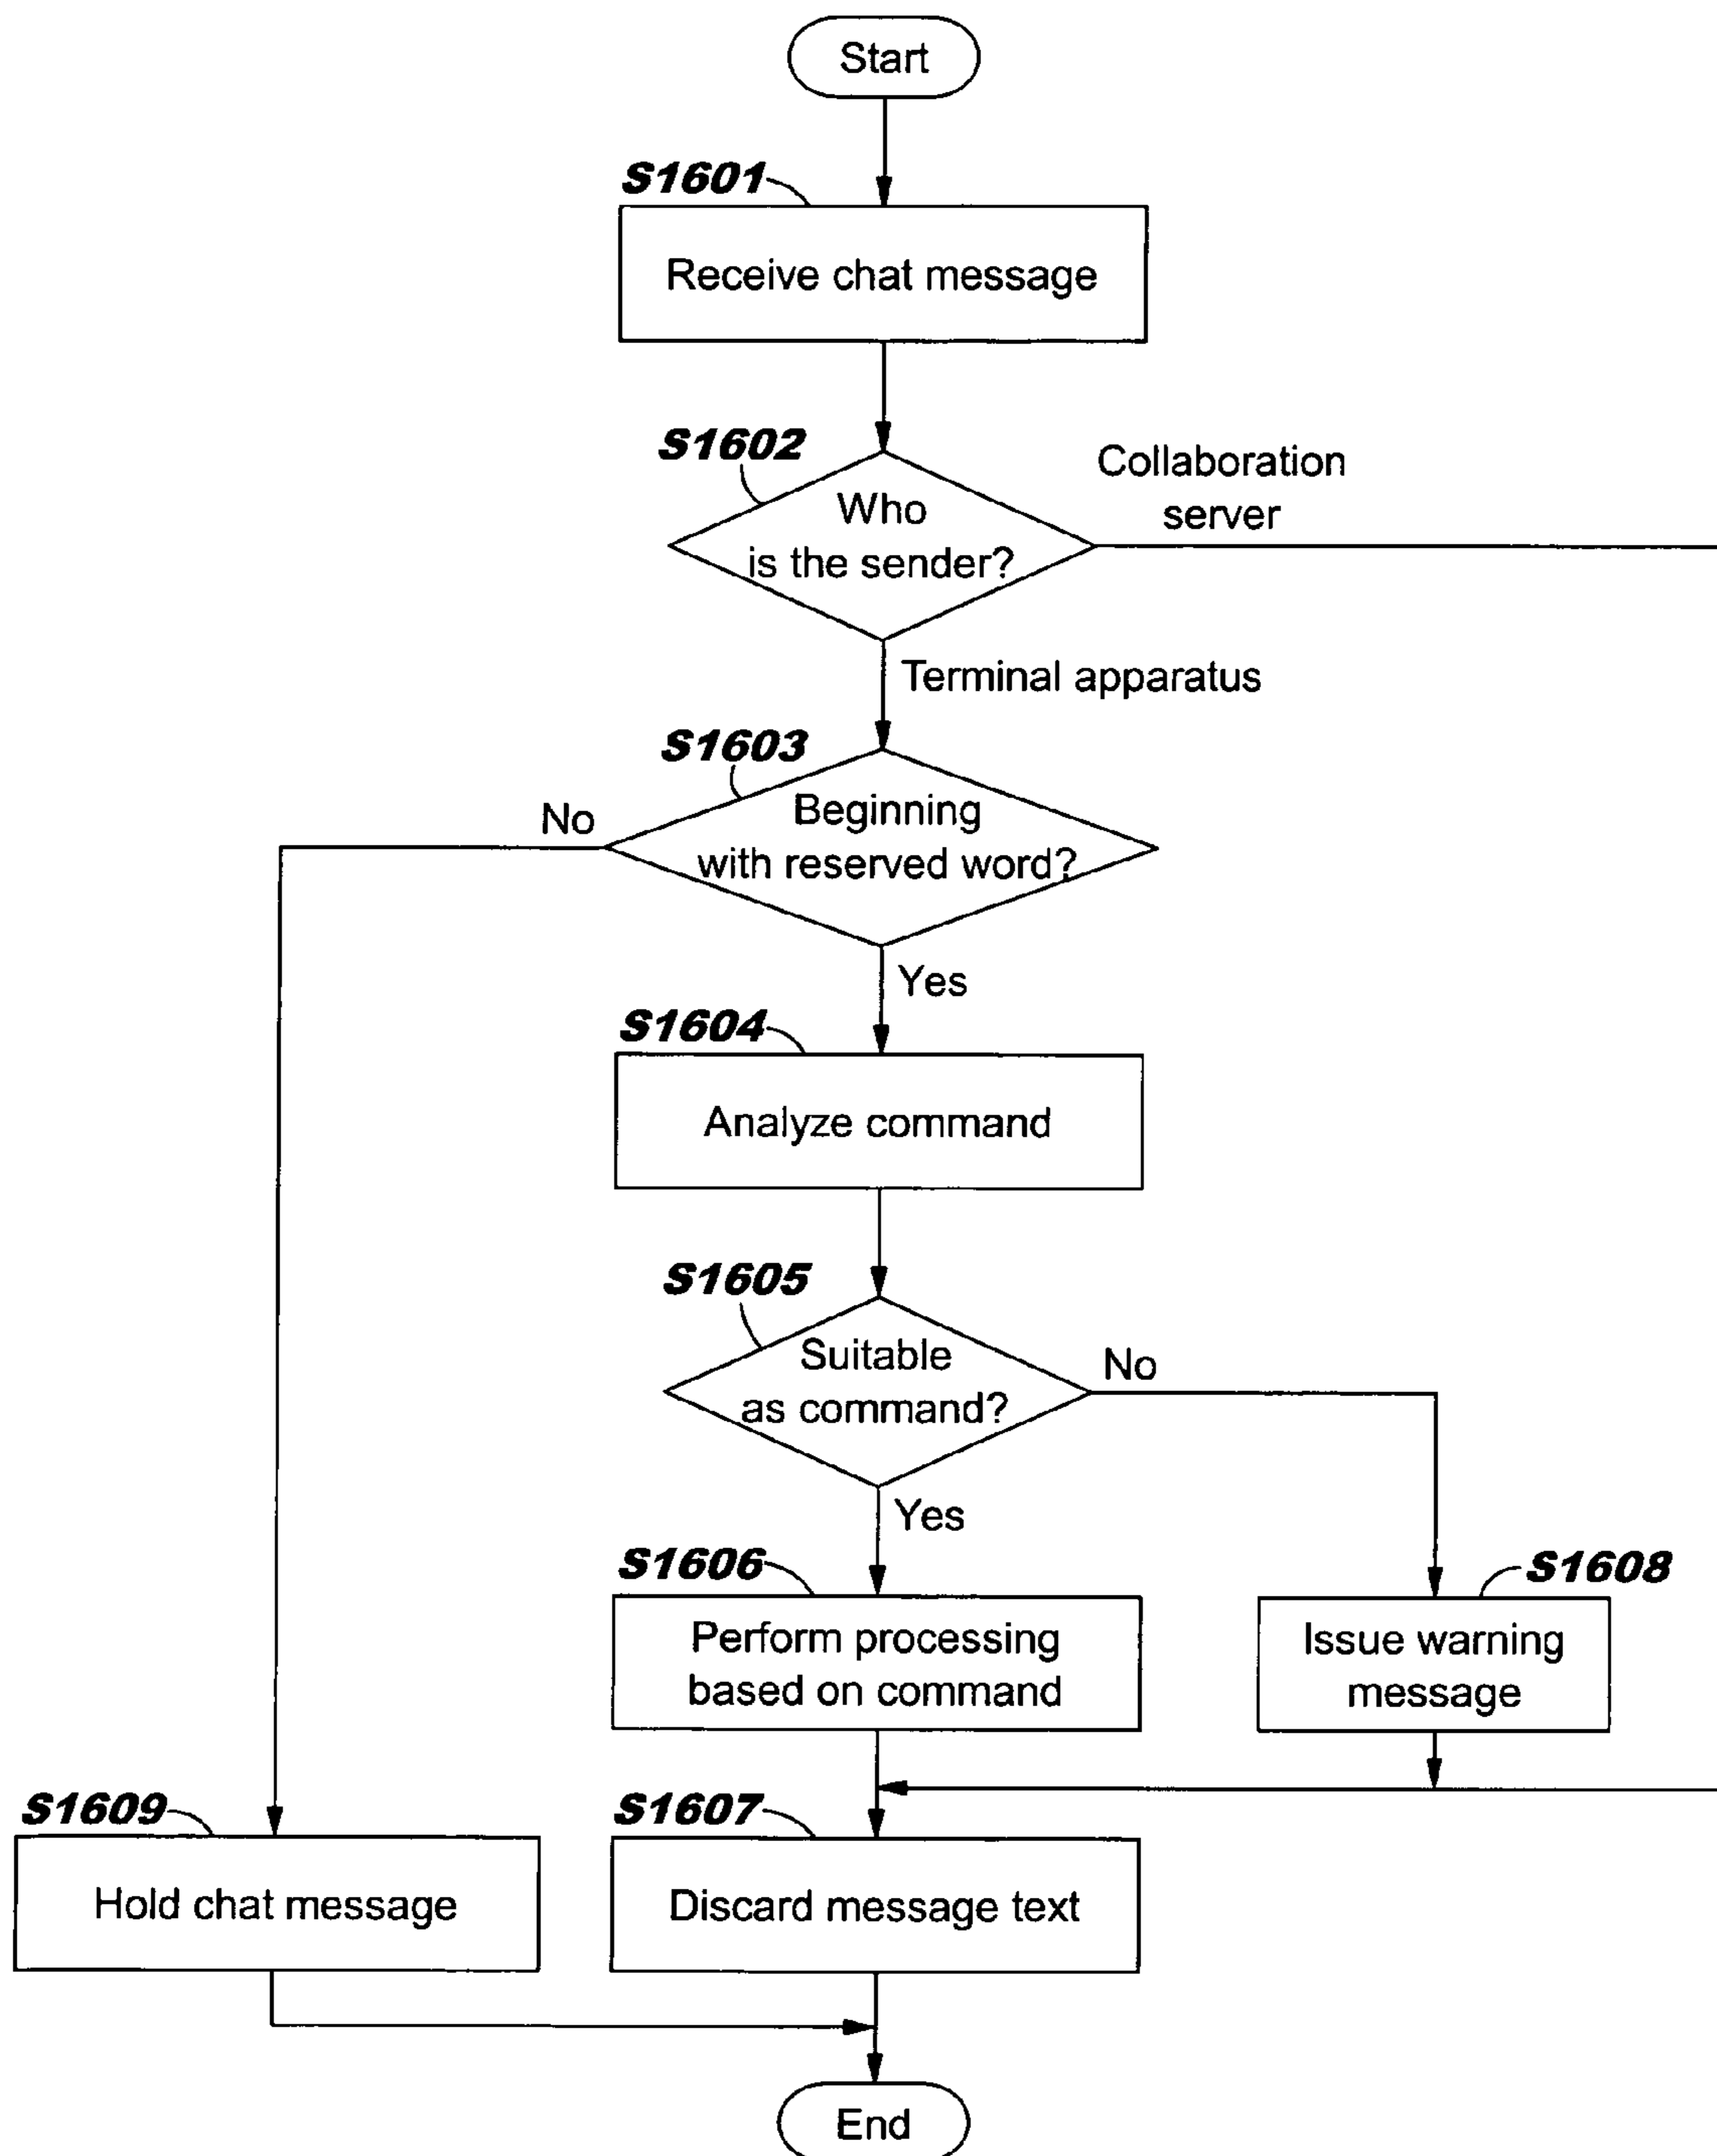 Start
S1601
Receive chat message
S1602
Collaboration
server
Who
is the sender?
Terminal apparatus
S1603
No
Beginning
with reserved word?
Yes
S1604
Analyze command
S1605
Suitable
as command?
No
Yes
S1606
S1608
Perform processing
based on command
Issue warning
message
S1609
S1607
Hold chat message
Discard message text
End